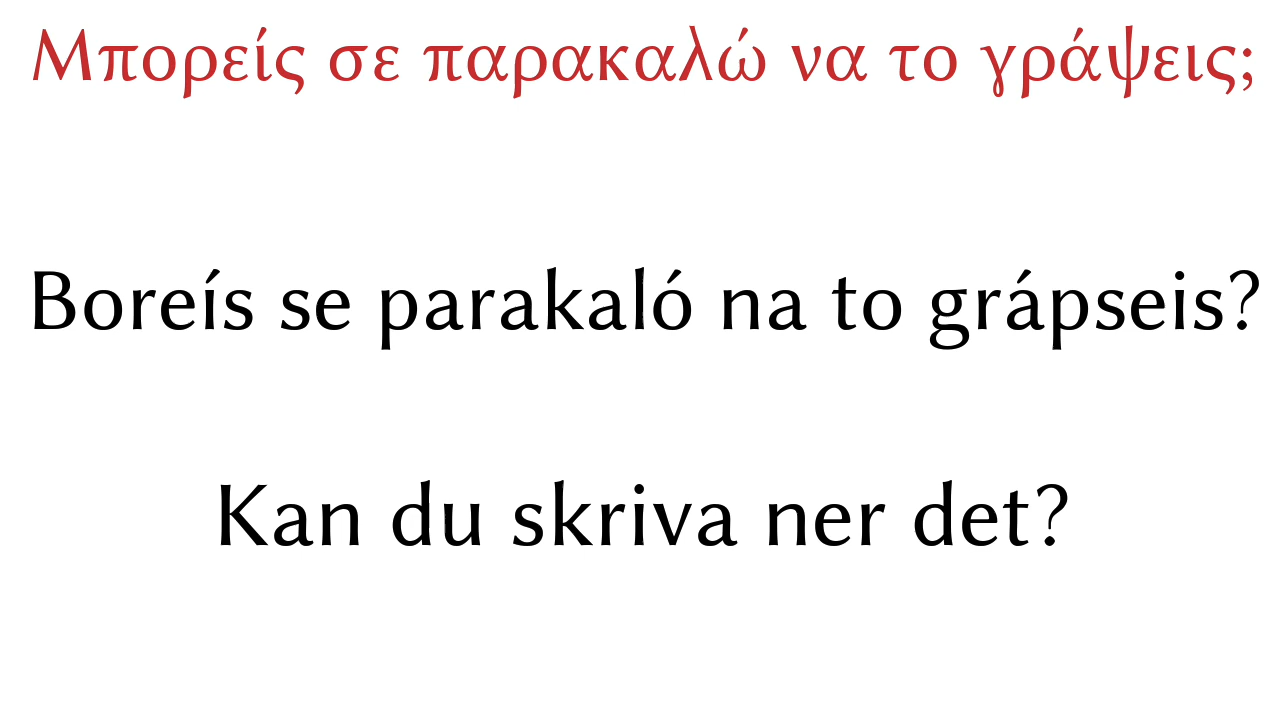 Μπορείς σε παρακαλώ να το γράψεις;
Boreís se parakaló na to grápseis?
Kan du skriva ner det?